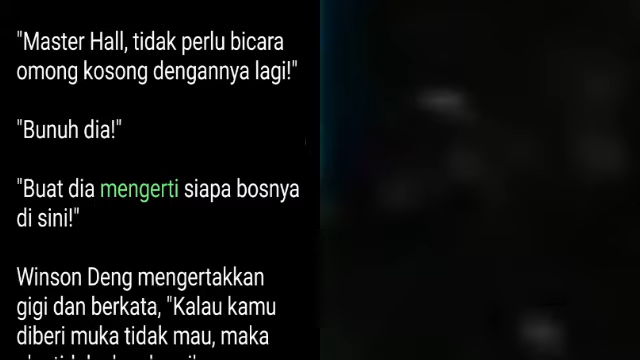 "Master Hall, tidak perlu bicara
omong kosong dengannya lagi!"
"Bunuh dia!"
"Buat dia mengerti siapa bosnya
di sini!"
Winson Deng mengertakkan
gigi dan berkata, "Kalau kamu
diberi muka tidak mau, maka